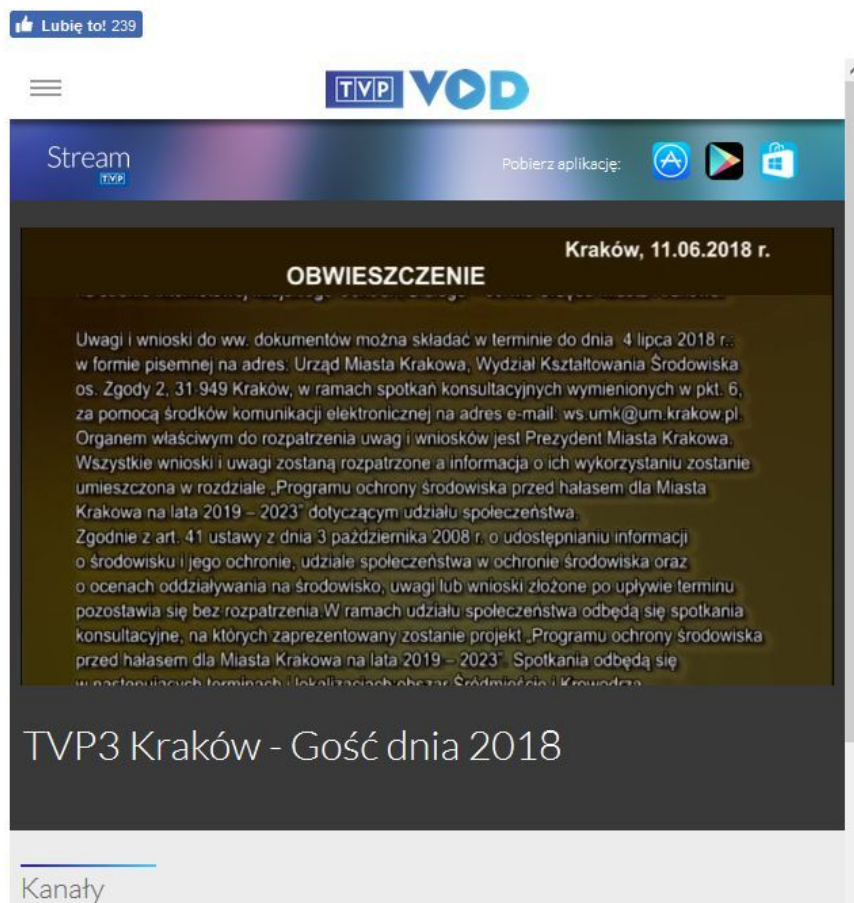 Lubię to! 239
TVP VOD
Stream
TVP
Pobierz aplikację:
Kraków, 11.06.2018 r.
OBWIESZCZENIE
Uwagi i wnioski do ww. dokumentów można składać w terminie do dnia 4 lipca 2018 r.:
w formie pisemnej na adres: Urząd Miasta Krakowa, Wydział Kształtowania Środowiska
os. Zgody 2, 31 949 Kraków, w ramach spotkań konsultacyjnych wymienionych w pkt. 6,
za pomocą środków komunikacji elektronicznej na adres e-mail: ws.umk@um.krakow.pl.
Organem właściwym do rozpatrzenia uwag i wniosków jest Prezydent Miasta Krakowa.
Wszystkie wnioski i uwagi zostaną rozpatrzone a informacja o ich wykorzystaniu zostanie
umieszczona w rozdziale „Programu ochrony środowiska przed hałasem dla Miasta
Krakowa na lata 2019 – 2023” dotyczącym udziału społeczeństwa.
Zgodnie z art. 41 ustawy z dnia 3 października 2008 r. o udostępnianiu informacji
o środowisku i jego ochronie, udziale społeczeństwa w ochronie środowiska oraz
o ocenach oddziaływania na środowisko, uwagi lub wnioski złożone po upływie terminu
pozostawia się bez rozpatrzenia.W ramach udziału społeczeństwa odbędą się spotkania
konsultacyjne, na których zaprezentowany zostanie projekt „Programu ochrony środowiska
przed hałasem dla Miasta Krakowa na lata 2019 – 2023”. Spotkania odbędą się
w następujących terminach i lokalizacjach:obszar Śródmieście i Krowodrza
TVP3 Kraków - Gość dnia 2018
Kanały